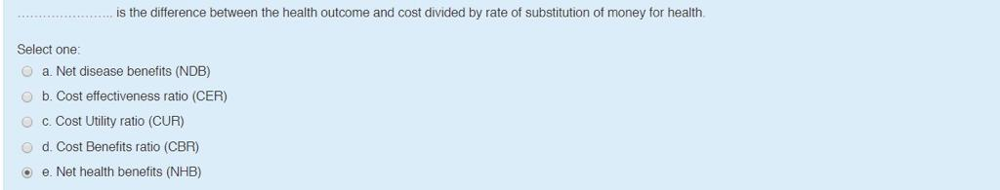 ........................ is the difference between the health outcome and cost divided by rate of substitution of money for health.
Select one:
a. Net disease benefits (NDB)
b. Cost effectiveness ratio (CER)
c. Cost Utility ratio (CUR)
d. Cost Benefits ratio (CBR)
e. Net health benefits (NHB)